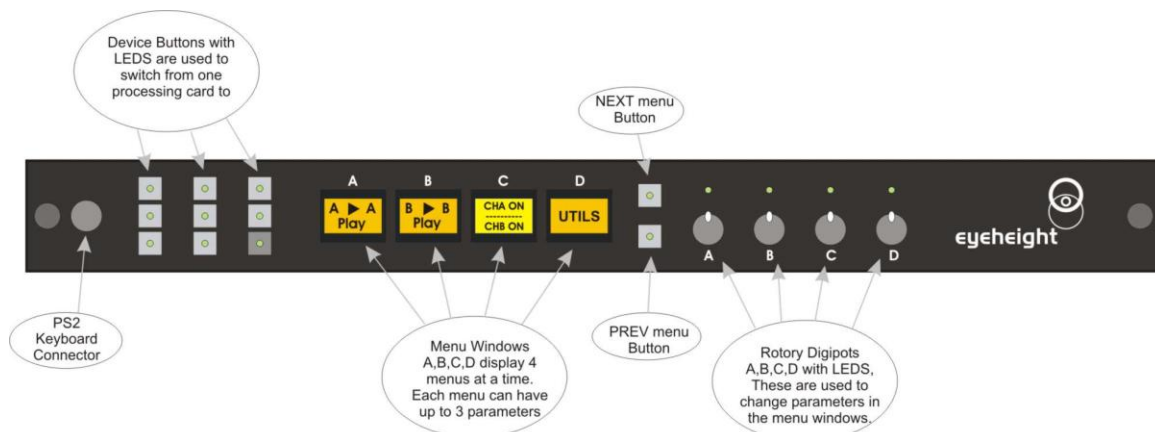 Device Buttons with
LEDS are used to
switch from one
processing card to
NEXT menu
Button
A
B
C
D
A ▶ A
Play
B ▶ B
Play
CHA ON
----------
CHB ON
UTILS
A
B
C
D
eyeheight
PS2
Keyboard
Connector
Menu Windows
A,B,C,D display 4
menus at a time.
Each menu can have
up to 3 parameters
PREV menu
Button
Rotory Digipots
A,B,C,D with LEDS,
These are used to
change parameters in
the menu windows.